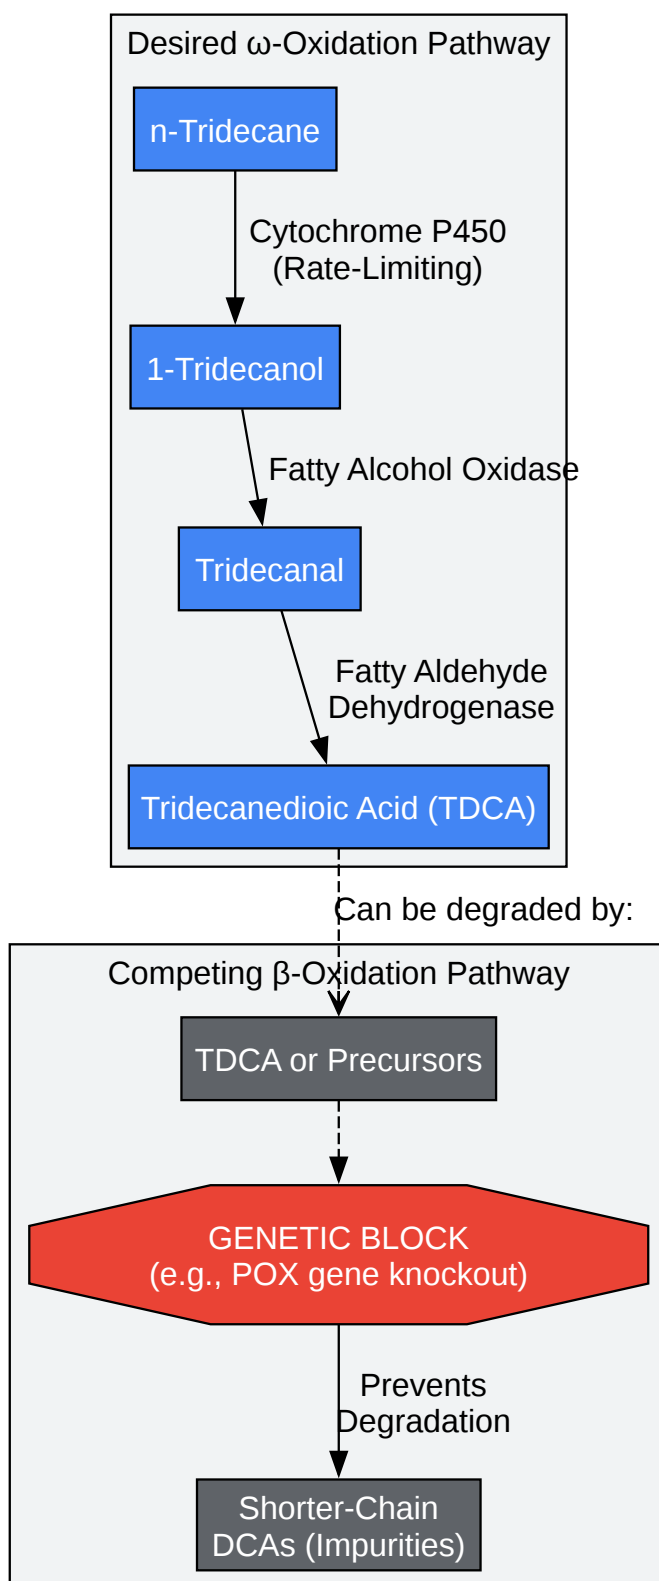 Desired ω-Oxidation Pathway
n-Tridecane
Cytochrome P450
(Rate-Limiting)
1-Tridecanol
Fatty Alcohol Oxidase
Tridecanal
Fatty Aldehyde
Dehydrogenase
Tridecanedioic Acid (TDCA)
Can be degraded by:
Competing β-Oxidation Pathway
TDCA or Precursors
GENETIC BLOCK
(e.g., POX gene knockout)
Prevents
Degradation
Shorter-Chain
DCAs (Impurities)